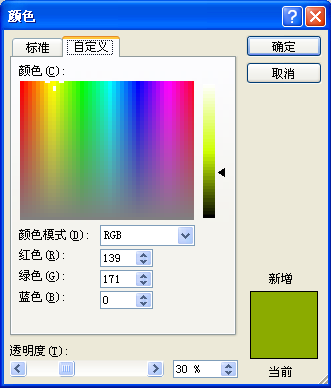 颜色
标准 自定义
确定
取消
颜色(C):
颜色模式(D): RGB
红色(R): 139
绿色(G): 171
蓝色(B): 0
新增
当前
透明度(T):
30 %